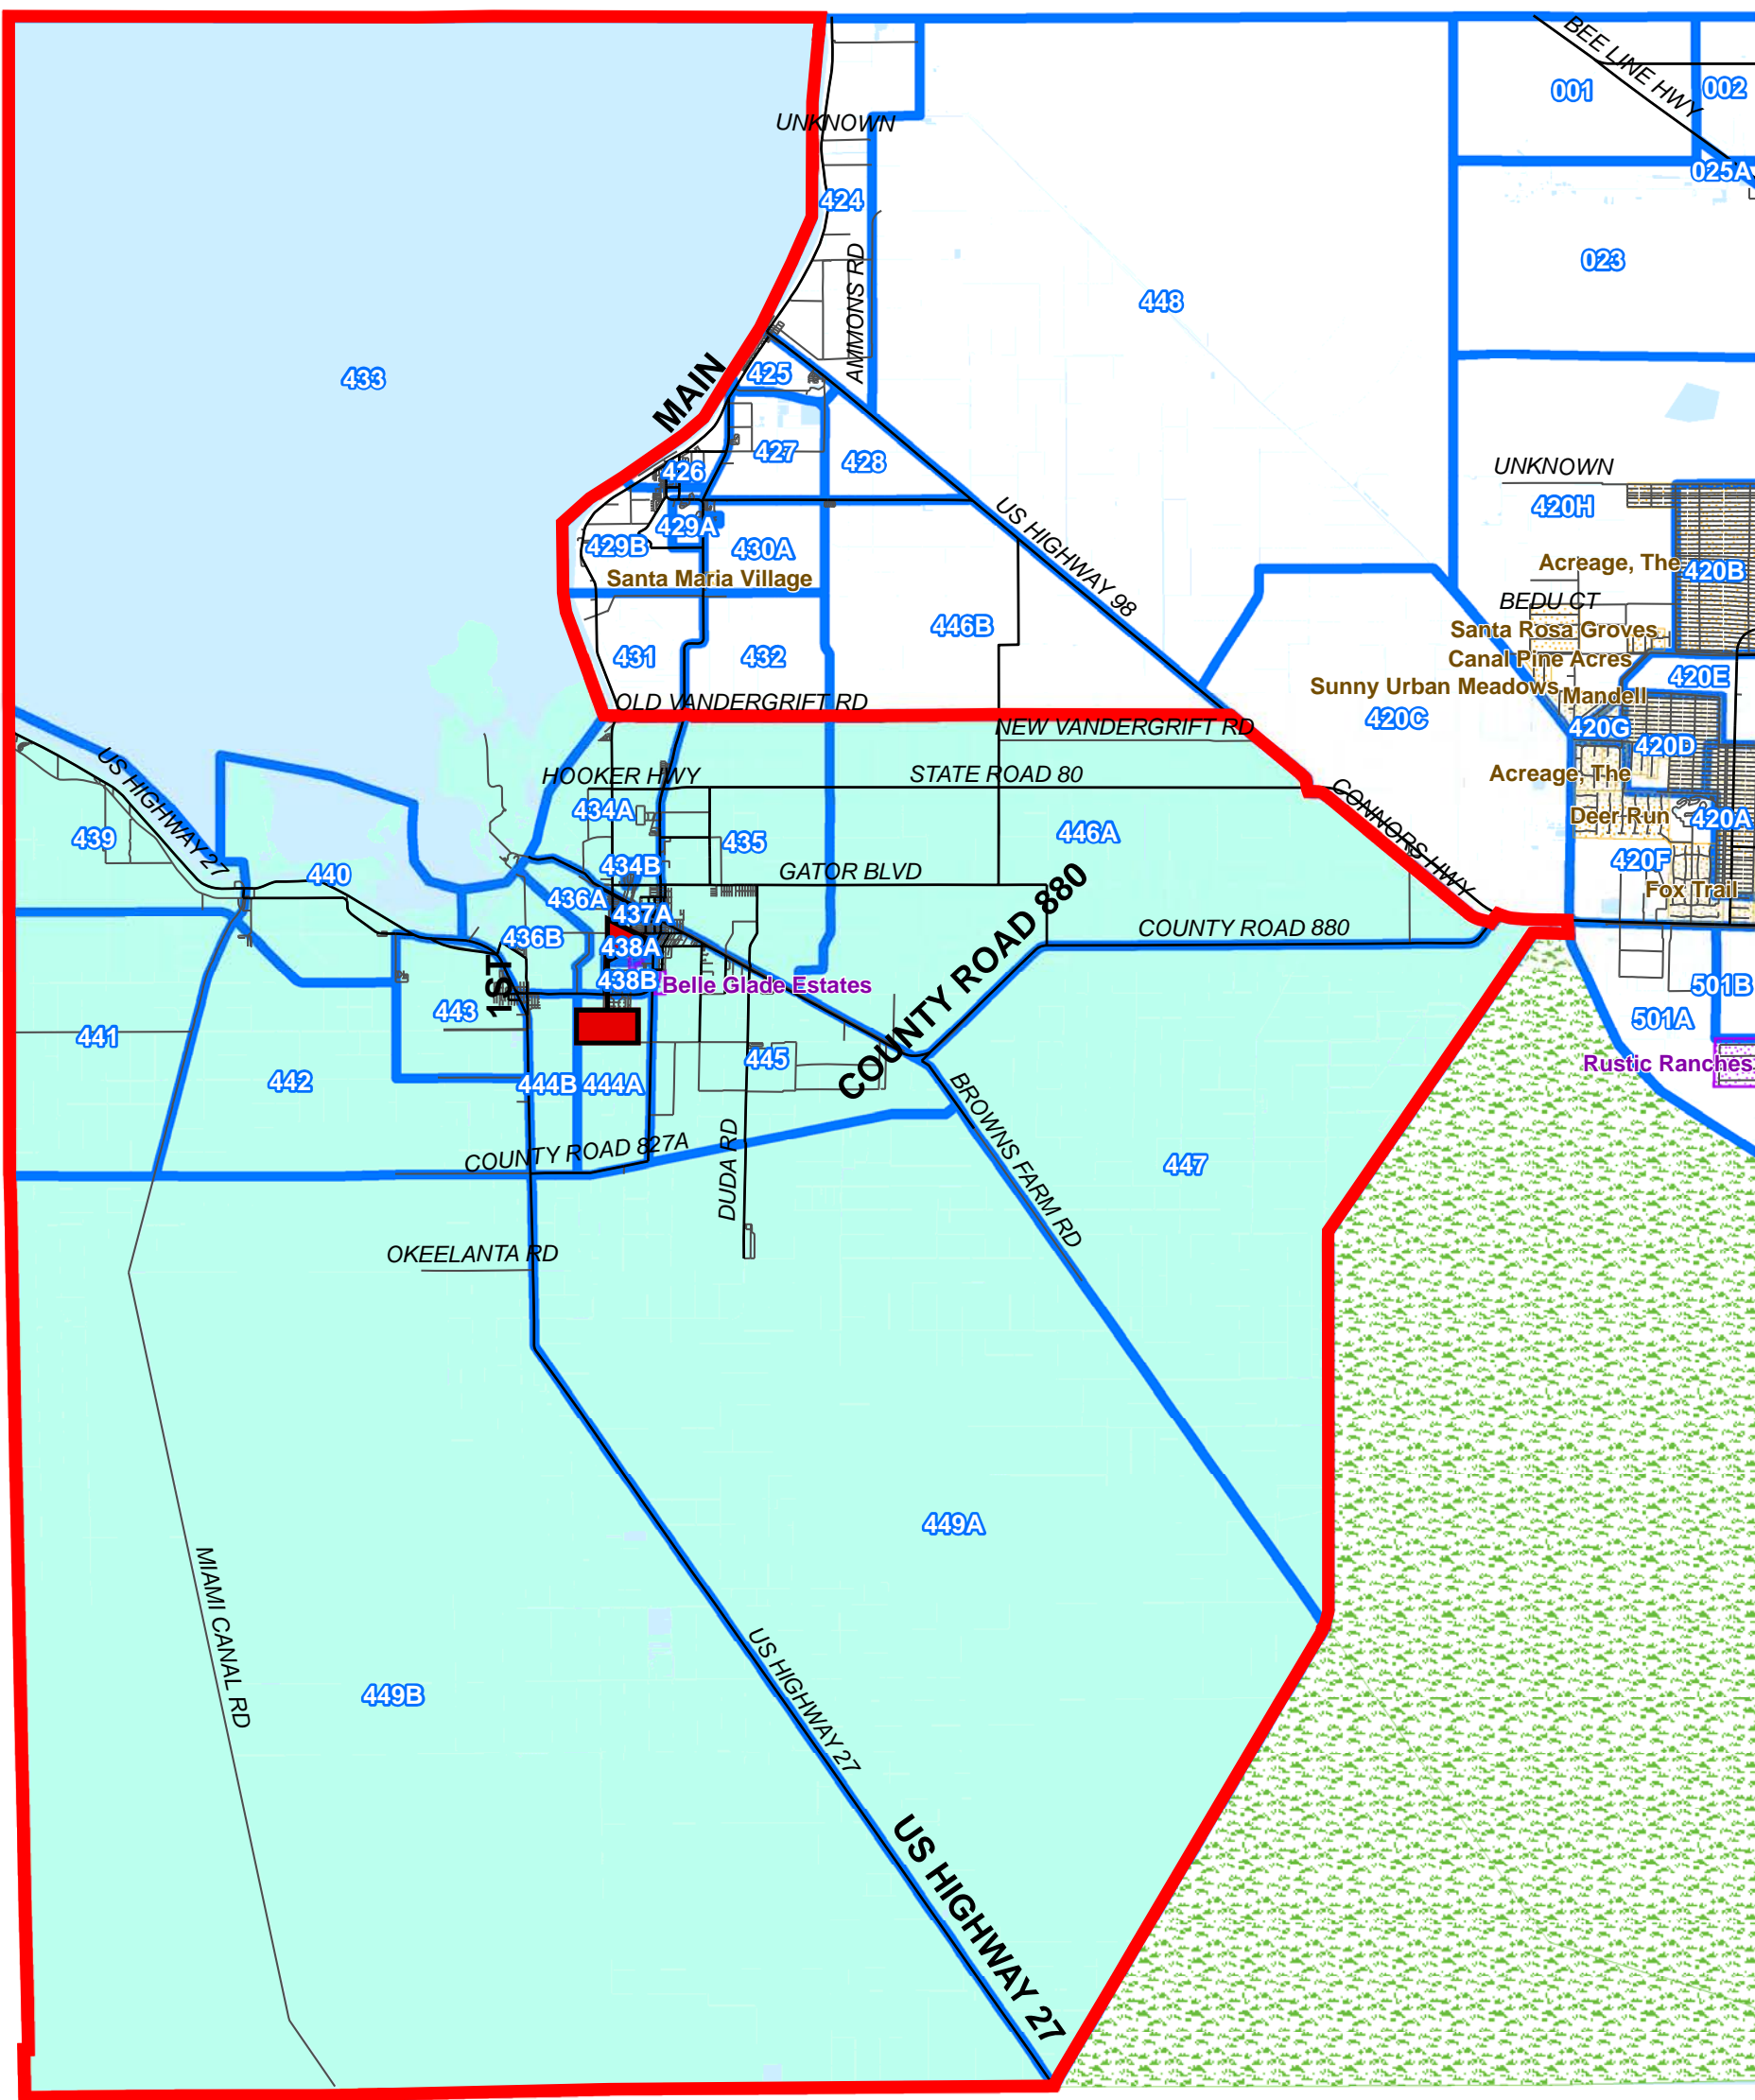 BEE LINE HWY
001
002
UNKNOWN
025A
424
023
AMMONS RD
448
433
MAIN
425
427
426
428
UNKNOWN
420H
US HIGHWAY 98
429A
429B
430A
Acreage, The
420B
Santa Maria Village
BEDU CT
446B
Santa Rosa Groves
431
432
Canal Pine Acres
420E
Sunny Urban Meadows
Mandell
OLD VANDERGRIFT RD
420C
NEW VANDERGRIFT RD
420G
420D
US HIGHWAY 27
HOOKER HWY
STATE ROAD 80
Acreage, The
CONNORS HWY
434A
Deer Run
420A
439
435
446A
434B
GATOR BLVD
420F
440
436A
Fox Trail
437A
COUNTY ROAD 880
COUNTY ROAD 880
436B
438A
1ST
438B
Belle Glade Estates
501B
443
501A
441
445
Rustic Ranches
442
444B
444A
BROWNS FARM RD
COUNTY ROAD 827A
DUDA RD
447
OKEELANTA RD
449A
MIAMI CANAL RD
US HIGHWAY 27
449B
US HIGHWAY 27